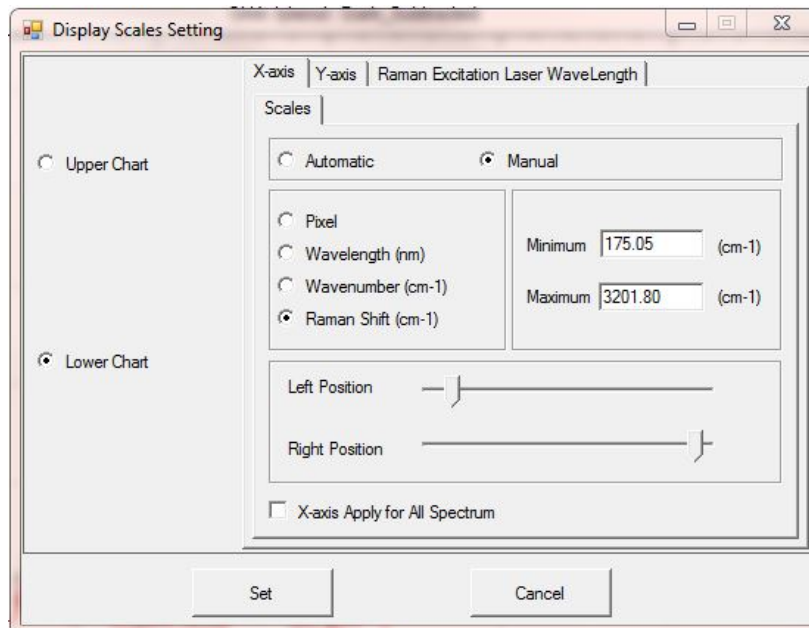 Display Scales Setting
X-axis Y-axis Raman Excitation Laser WaveLength
Scales
Upper Chart
Automatic Manual
Pixel
Wavelength (nm)
Wavenumber (cm-1)
Raman Shift (cm-1)
Minimum 175.05 (cm-1)
Maximum 3201.80 (cm-1)
Lower Chart
Left Position
Right Position
X-axis Apply for All Spectrum
Set Cancel